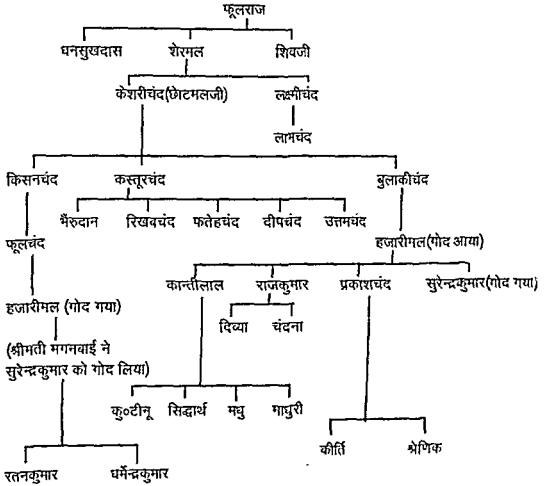 फूलराज
धनसुखदास शेरमल शिवजी
केशरीचंद(छोटमलजी) लक्ष्मीचंद
लाभचंद
किसनचंद कस्तूरचंद बुलाकीचंद
भैंरुदान रिखवचंद फतेहचंद दीपचंद उत्तमचंद
फूलचंद हजारीमल(गोद आया)
कान्तीलाल राजकुमार प्रकाशचंद सुरेन्द्रकुमार(गोद गया)
हजारीमल (गोद गया)
दिव्या चंदना
(श्रीमती मगनबाई ने
सुरेन्द्रकुमार को गोद लिया)
कु०टीनू सिद्धार्थ मधु माधुरी
कीर्ति श्रेणिक
रतनकुमार धर्मेन्द्रकुमार